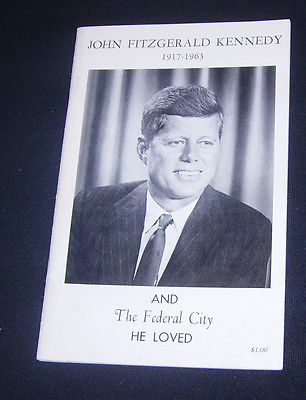 JOHN FITZGERALD KENNEDY
1917-1963
AND
The Federal City
HE LOVED
$1.00